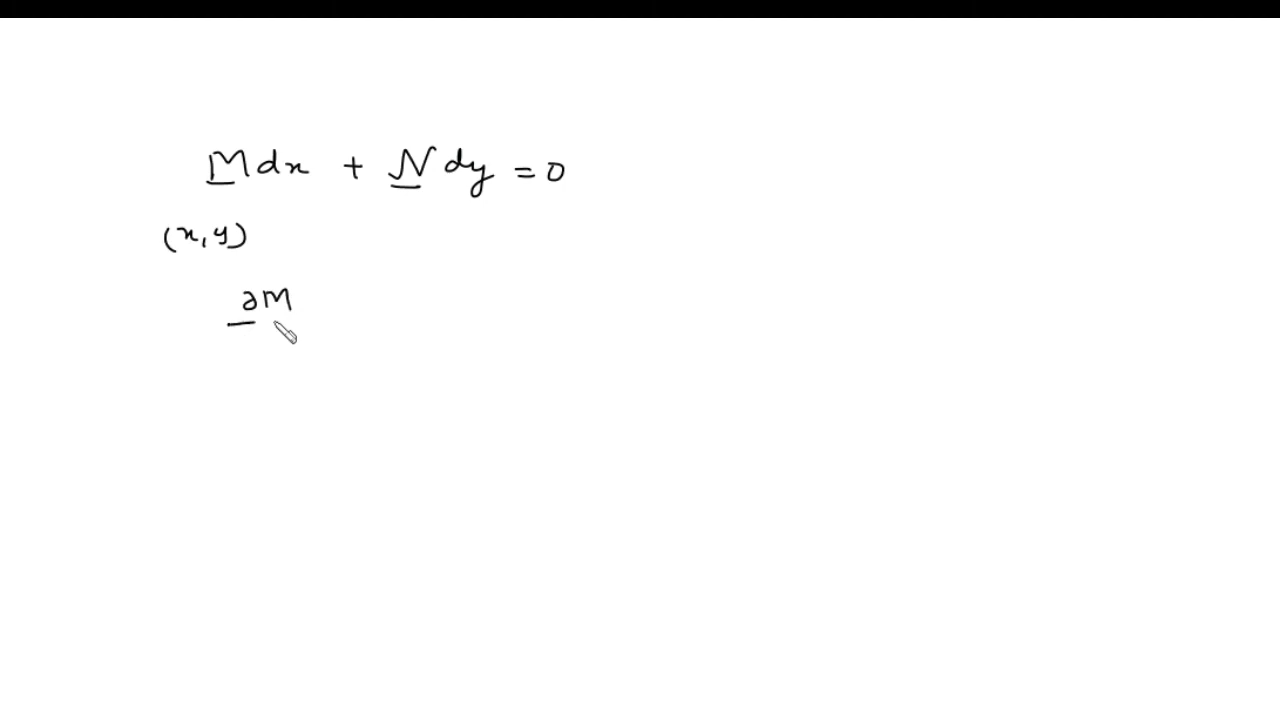 Mdx + Ndy = 0
(x, y)
∂M